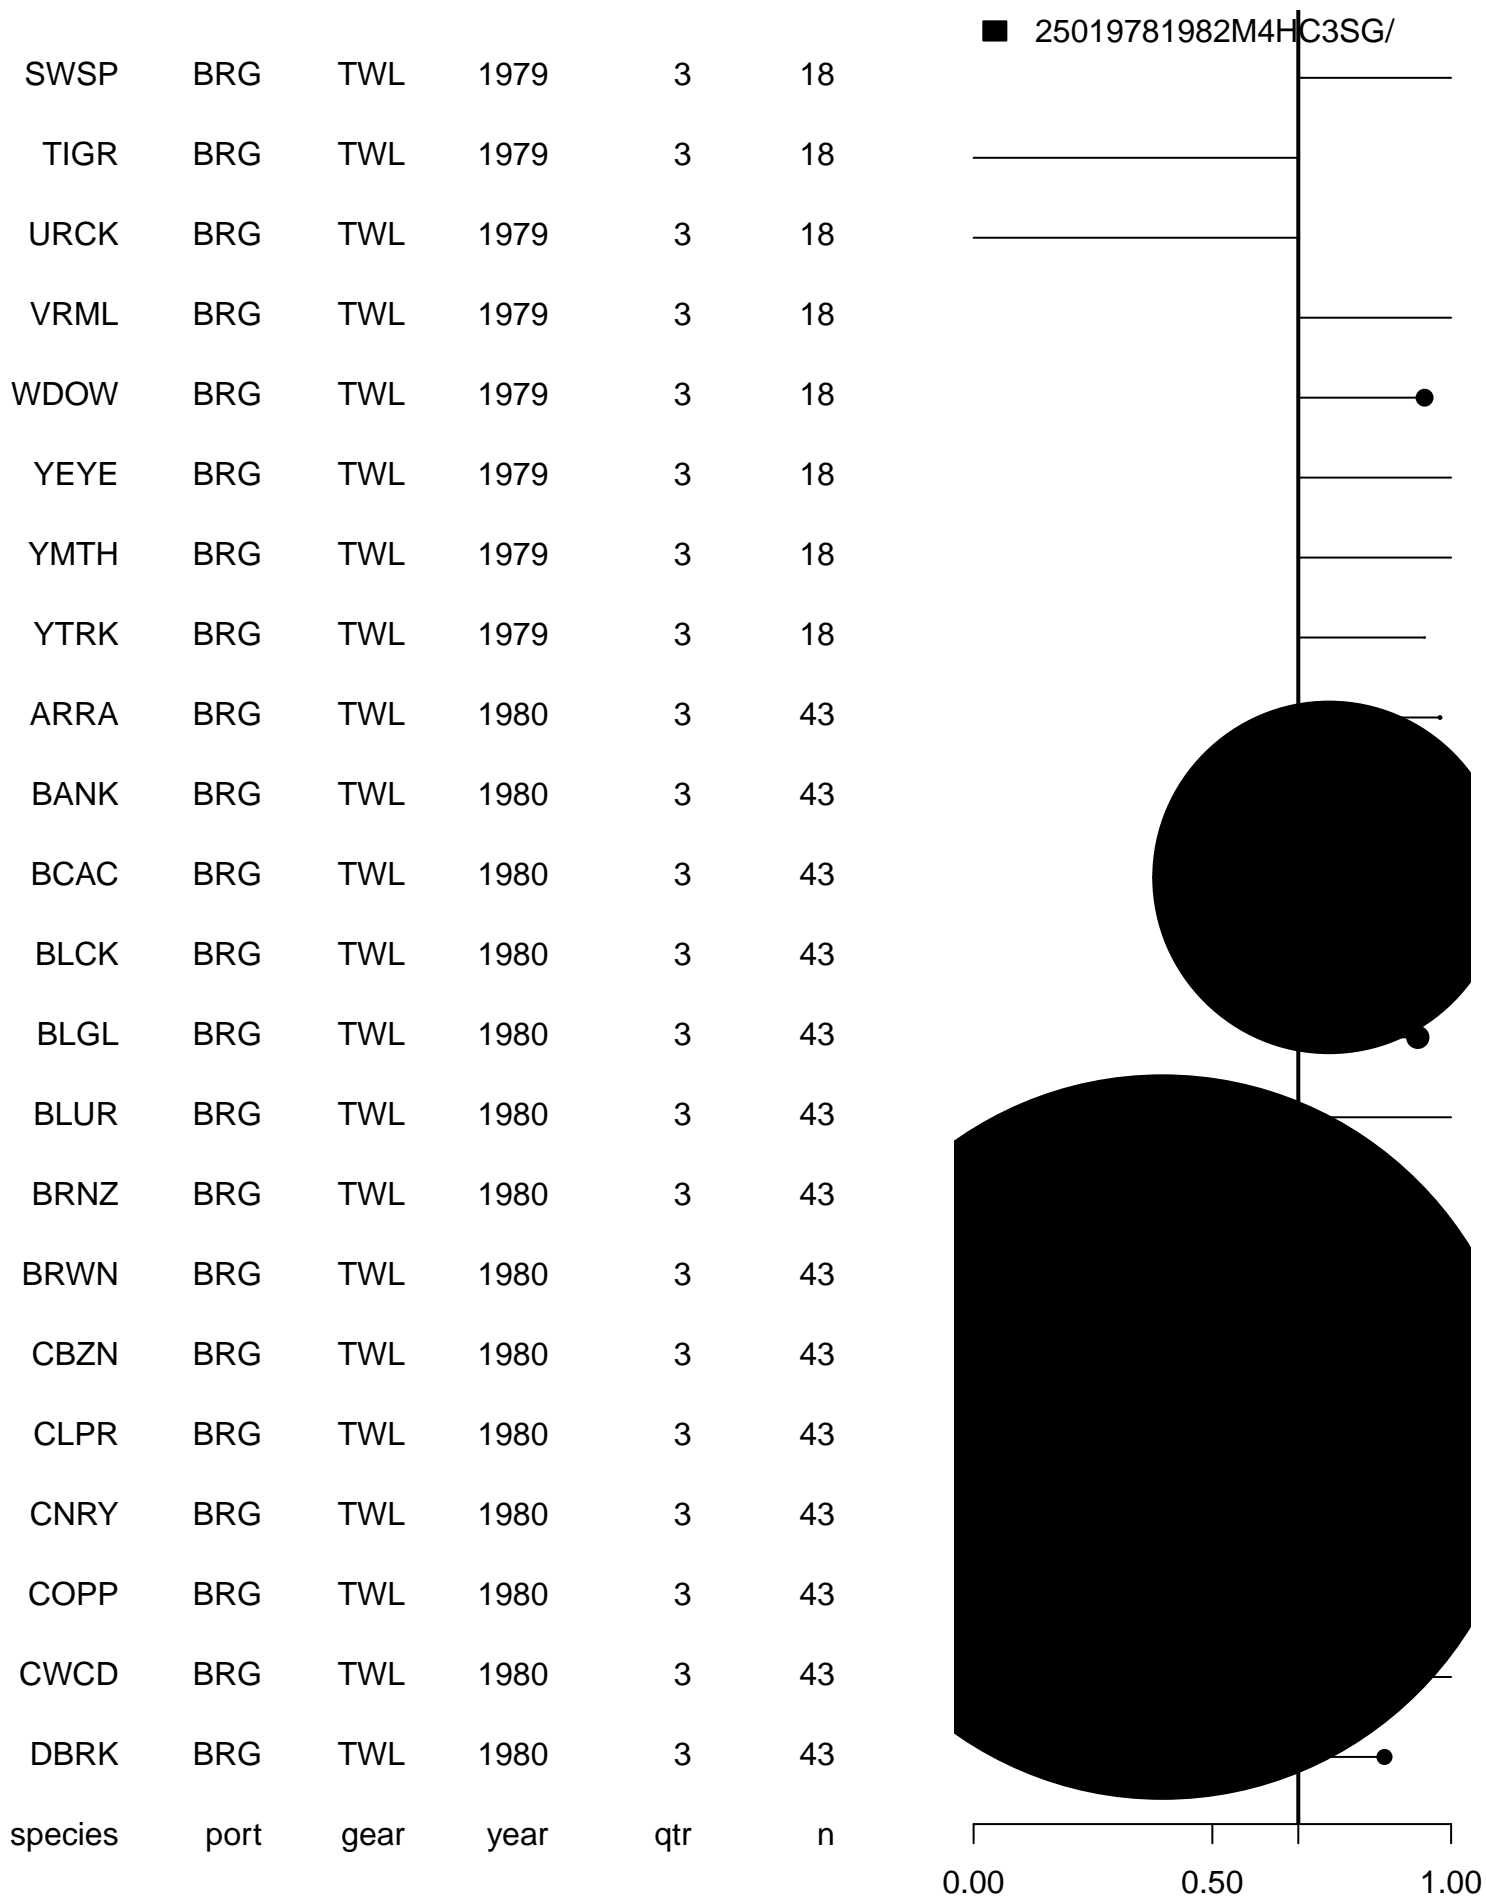 25019781982M4HC3SG/
SWSP BRG TWL 1979 3 18
TIGR BRG TWL 1979 3 18
URCK BRG TWL 1979 3 18
VRML BRG TWL 1979 3 18
WDOW BRG TWL 1979 3 18
YEYE BRG TWL 1979 3 18
YMTH BRG TWL 1979 3 18
YTRK BRG TWL 1979 3 18
ARRA BRG TWL 1980 3 43
BANK BRG TWL 1980 3 43
BCAC BRG TWL 1980 3 43
BLCK BRG TWL 1980 3 43
BLGL BRG TWL 1980 3 43
BLUR BRG TWL 1980 3 43
BRNZ BRG TWL 1980 3 43
BRWN BRG TWL 1980 3 43
CBZN BRG TWL 1980 3 43
CLPR BRG TWL 1980 3 43
CNRY BRG TWL 1980 3 43
COPP BRG TWL 1980 3 43
CWCD BRG TWL 1980 3 43
DBRK BRG TWL 1980 3 43
species port gear year qtr n
0.00 0.50 1.00